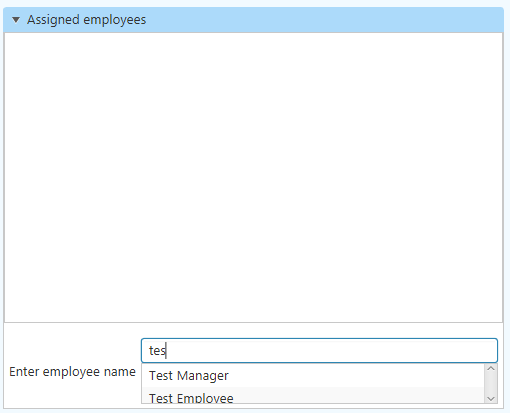 Assigned employees
tes
Enter employee name
Test Manager
Test Employee